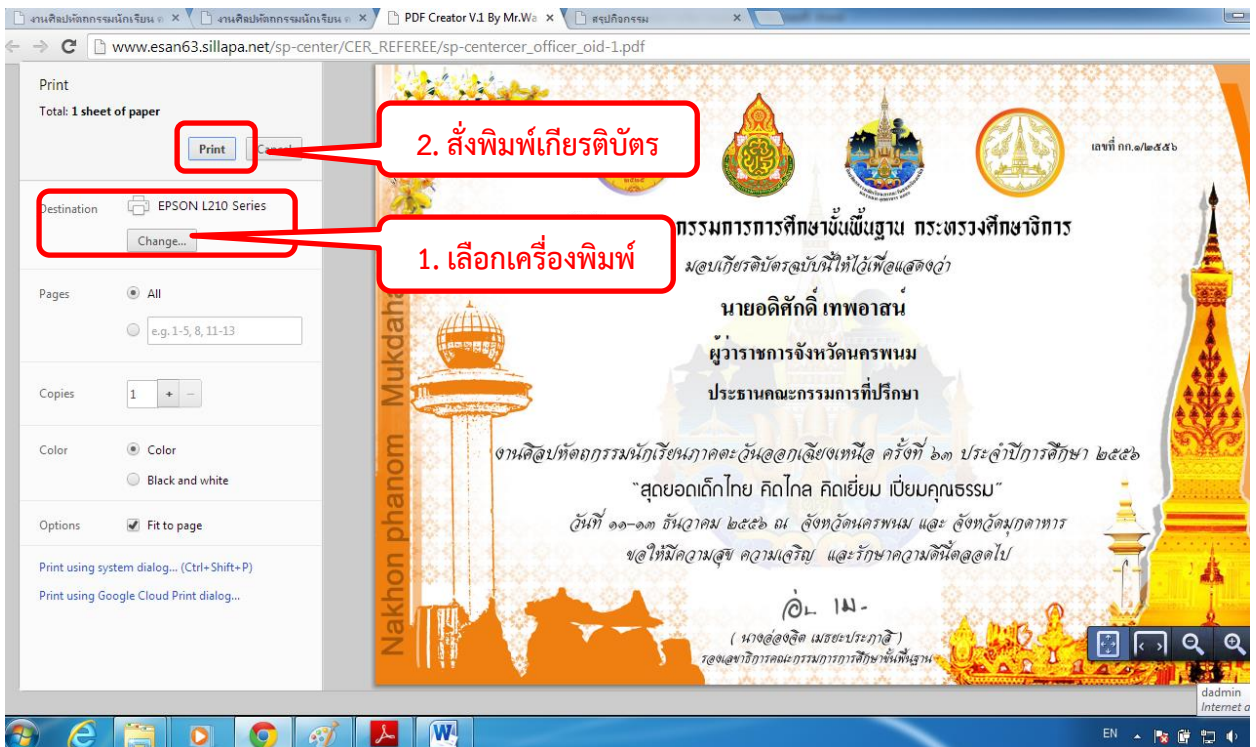 งานศิลปหัตถกรรมนักเรียน
งานศิลปหัตถกรรมนักเรียน
PDF Creator V.1 By Mr.Wa
สรุปกิจกรรม
www.esan63.sillapa.net/sp-center/CER_REFEREE/sp-centercer_officer_oid-1.pdf
Print
Total: 1 sheet of paper
Print
Destination
EPSON L210 Series
Change...
Pages
All
e.g. 1-5, 8, 11-13
Copies
1
Color
Color
Black and white
Options
Fit to page
Print using system dialog... (Ctrl+Shift+P)
Print using Google Cloud Print dialog...
2. สั่งพิมพ์เกียรติบัตร
1. เลือกเครื่องพิมพ์
เลขที่ กก.๑/๒๕๕๖
กรรมการการศึกษาขั้นพื้นฐาน กระทรวงศึกษาธิการ
มอบเกียรติบัตรฉบับนี้ให้ไว้เพื่อแสดงว่า
นายอดิศักดิ์ เทพอาสน์
ผู้ว่าราชการจังหวัดนครพนม
ประธานคณะกรรมการที่ปรึกษา
งานศิลปหัตถกรรมนักเรียนภาคตะวันออกเฉียงเหนือ ครั้งที่ ๖๓ ประจำปีการศึกษา ๒๕๕๖
"สุดยอดเด็กไทย คิดไกล คิดเยี่ยม เปี่ยมคุณธรรม"
วันที่ ๑๑-๑๓ ธันวาคม ๒๕๕๖ ณ จังหวัดนครพนม และ จังหวัดมุกดาหาร
ขอให้มีความสุข ความเจริญ และรักษาความดีนี้ตลอดไป
( นางอ่องจิต เมธยะประภาส )
รองเลขาธิการคณะกรรมการการศึกษาขั้นพื้นฐาน
Nakhon phanom Mukdaha
dadmin
Internet a
EN